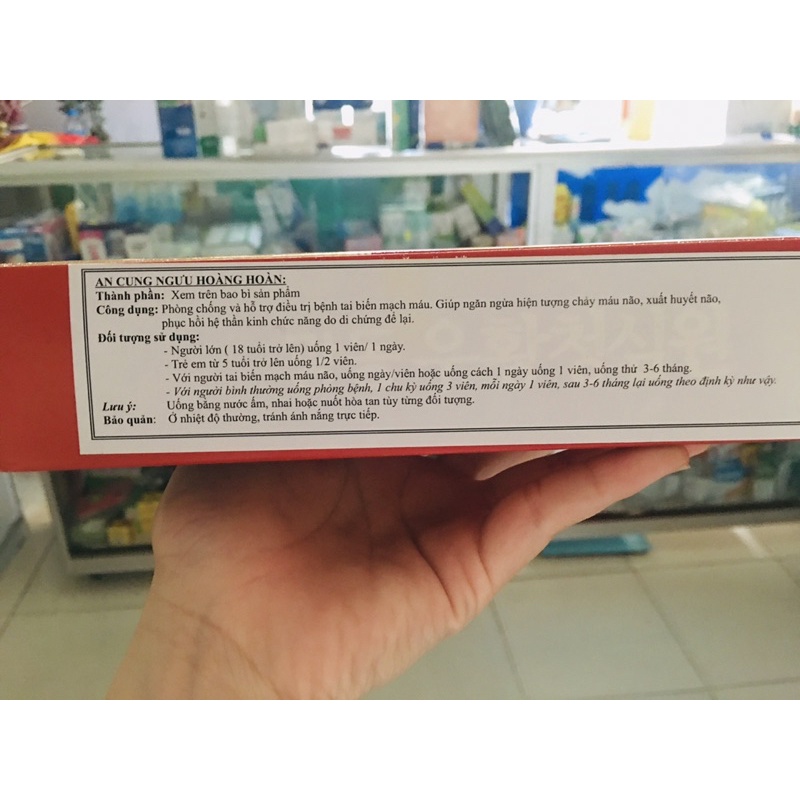 AN CUNG NGƯU HOÀNG HOÀN:
Thành phần: Xem trên bao bì sản phẩm
Công dụng: Phòng chống và hỗ trợ điều trị bệnh tai biến mạch máu. Giúp ngăn ngừa hiện tượng chảy máu não, xuất huyết não,
phục hồi hệ thần kinh chức năng do di chứng để lại.
Đối tượng sử dụng:
- Người lớn ( 18 tuổi trở lên) uống 1 viên/ 1 ngày.
- Trẻ em từ 5 tuổi trở lên uống 1/2 viên.
- Với người tai biến mạch máu não, uống ngày/viên hoặc uống cách 1 ngày uống 1 viên, uống thứ 3-6 tháng.
- Với người bình thường uống phòng bệnh, 1 chu kỳ uống 3 viên, mỗi ngày 1 viên, sau 3-6 tháng lại uống theo định kỳ như vậy.
Lưu ý: Uống bằng nước ấm, nhai hoặc nuốt hòa tan tùy từng đối tượng.
Bảo quản: Ở nhiệt độ thường, tránh ánh nắng trực tiếp.